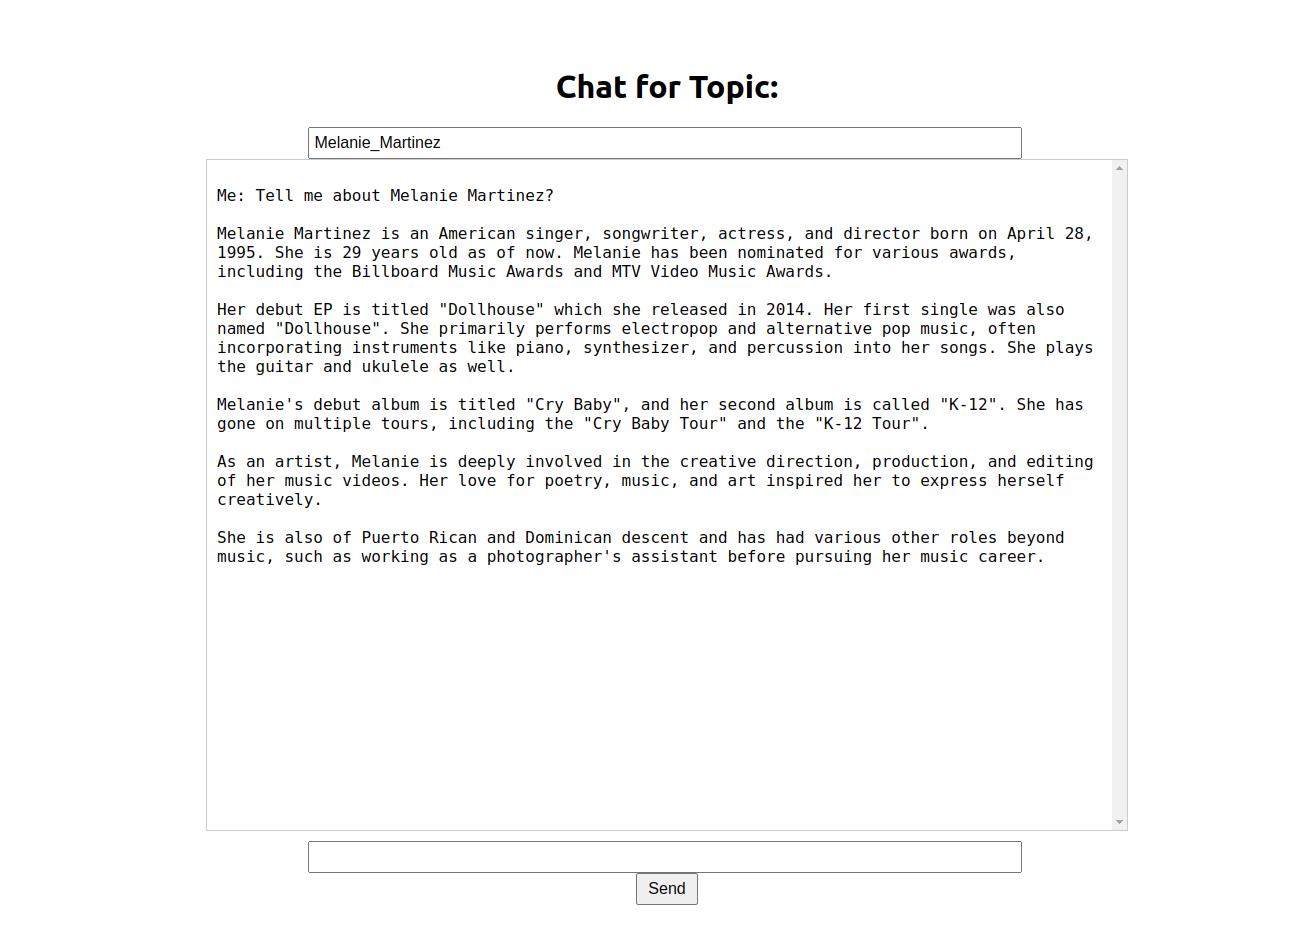 Chat for Topic:
Melanie_Martinez
Me: Tell me about Melanie Martinez?
Melanie Martinez is an American singer, songwriter, actress, and director born on April 28,
1995. She is 29 years old as of now. Melanie has been nominated for various awards,
including the Billboard Music Awards and MTV Video Music Awards.
Her debut EP is titled "Dollhouse" which she released in 2014. Her first single was also
named "Dollhouse". She primarily performs electropop and alternative pop music, often
incorporating instruments like piano, synthesizer, and percussion into her songs. She plays
the guitar and ukulele as well.
Melanie's debut album is titled "Cry Baby", and her second album is called "K-12". She has
gone on multiple tours, including the "Cry Baby Tour" and the "K-12 Tour".
As an artist, Melanie is deeply involved in the creative direction, production, and editing
of her music videos. Her love for poetry, music, and art inspired her to express herself
creatively.
She is also of Puerto Rican and Dominican descent and has had various other roles beyond
music, such as working as a photographer's assistant before pursuing her music career.
Send